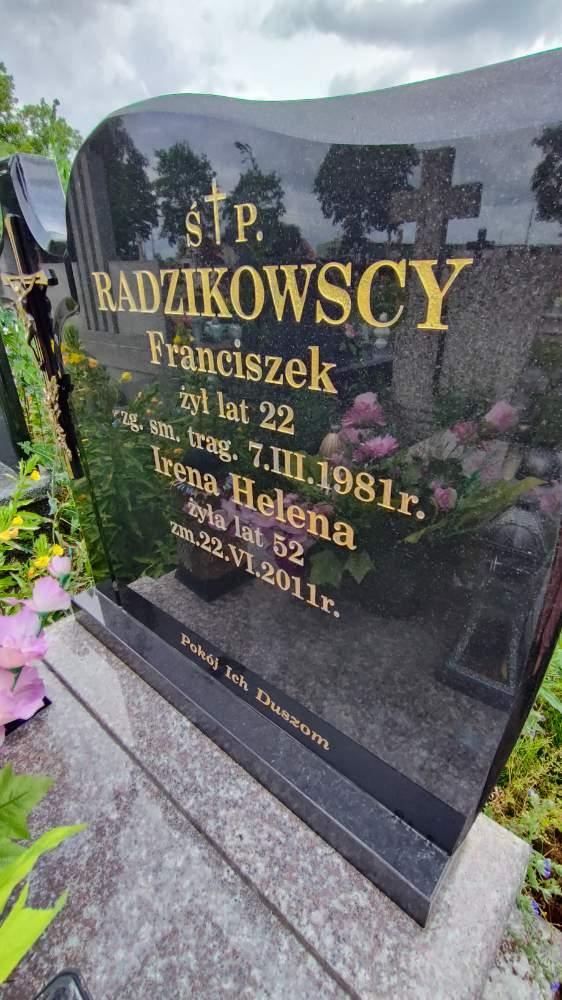 Ś†P.
RADZIKOWSCY
Franciszek
żył lat 22
zg. sm. trag. 7.III.1981r.
Irena Helena
żyła lat 52
zm.22.VI.2011r.
Pokój Ich Duszom